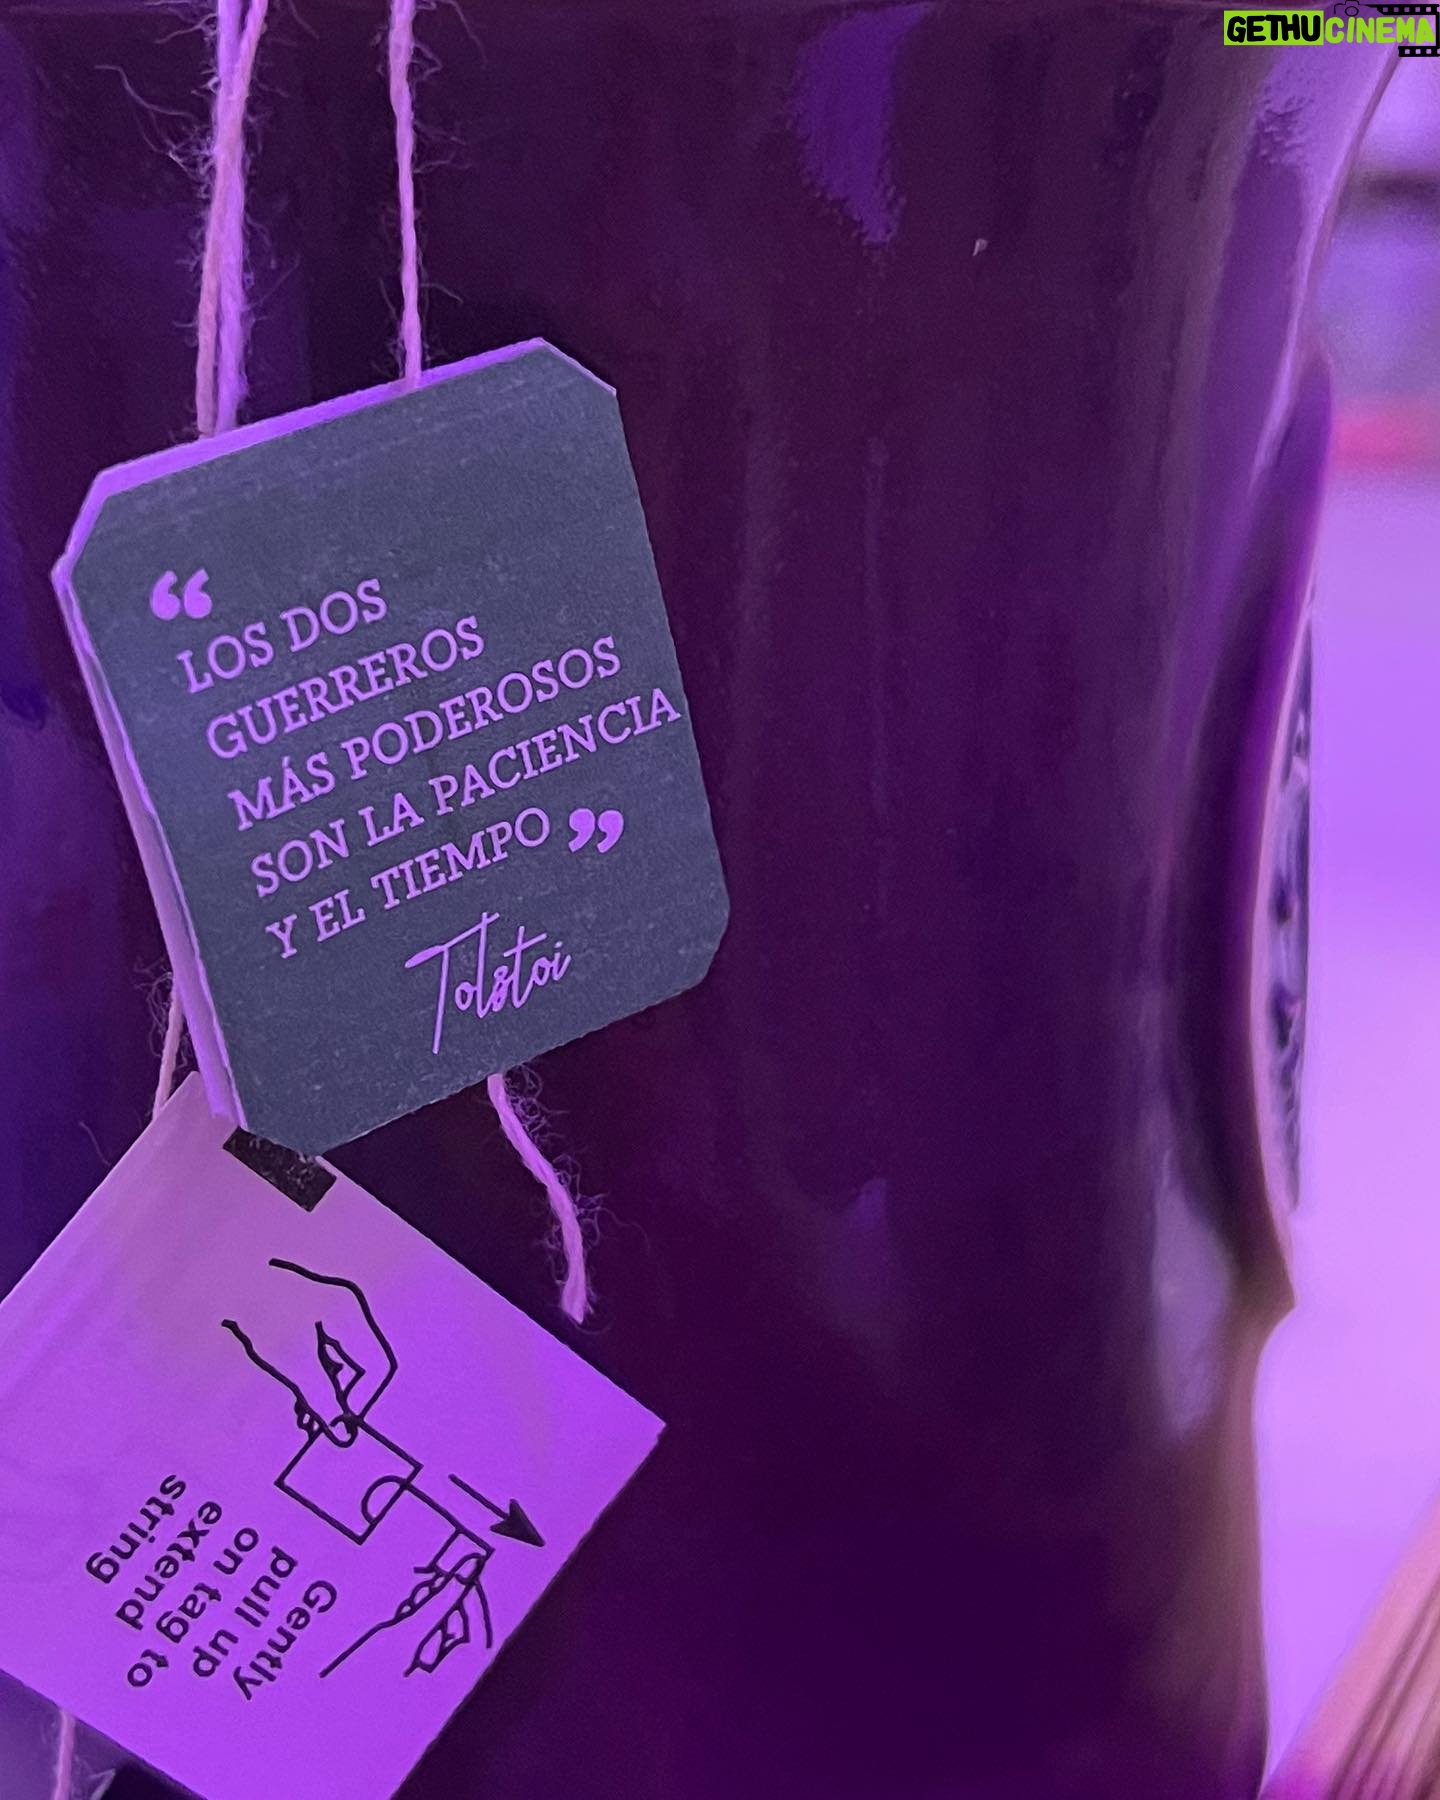 GETHUCINEMA
“
LOS DOS
GUERREROS
MÁS PODEROSOS
SON LA PACIENCIA
Y EL TIEMPO ”
Tolstoi
Gently
pull up
on tag to
extend
string